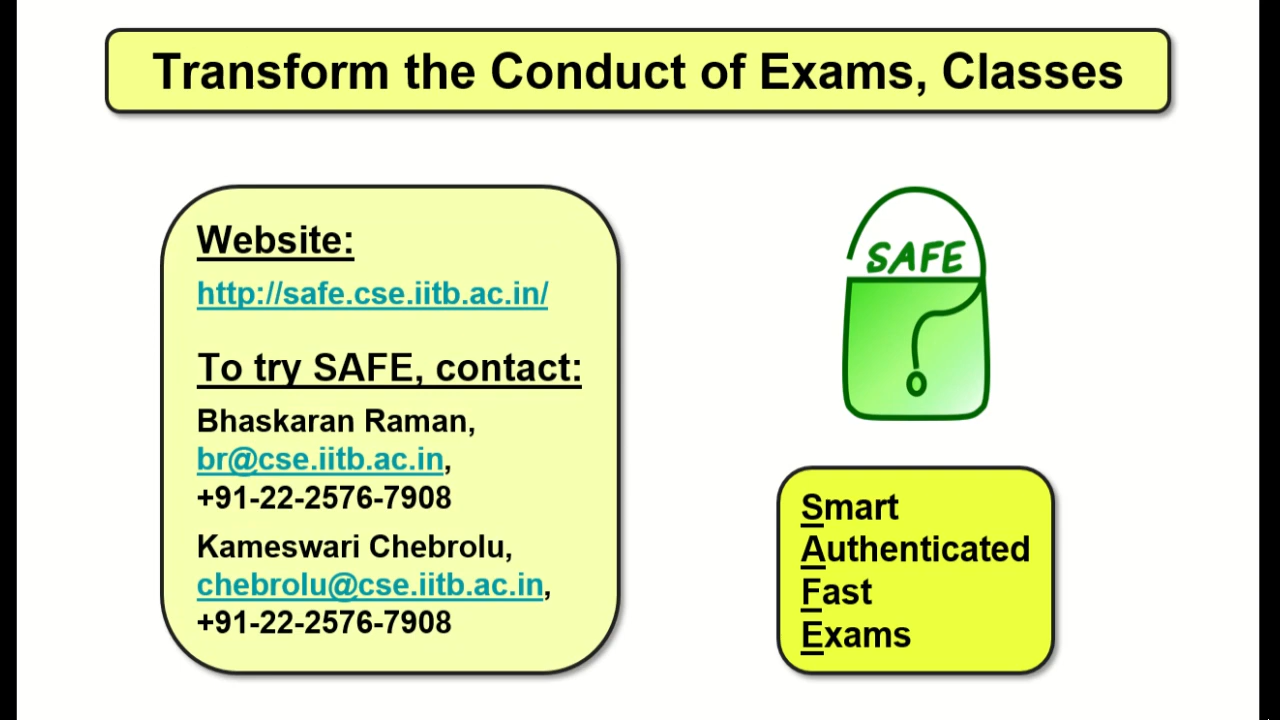 Transform the Conduct of Exams, Classes
Website:
http://safe.cse.iitb.ac.in/
To try SAFE, contact:
Bhaskaran Raman,
br@cse.iitb.ac.in,
+91-22-2576-7908
Kameswari Chebrolu,
chebrolu@cse.iitb.ac.in,
+91-22-2576-7908
SAFE
Smart
Authenticated
Fast
Exams